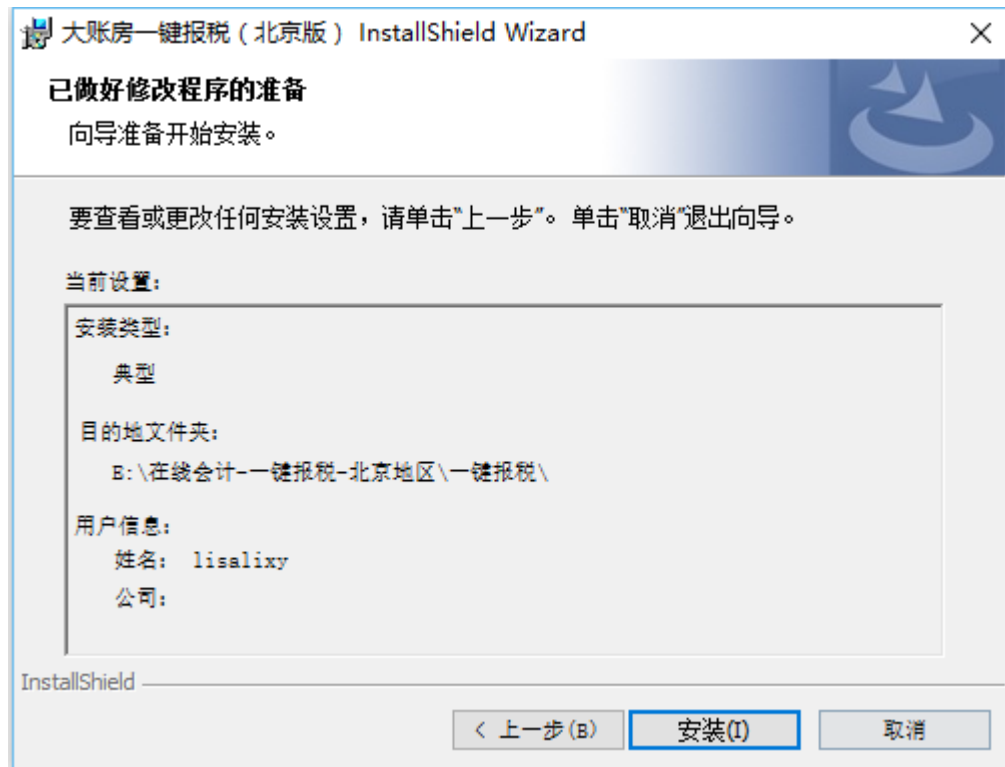 大账房一键报税（北京版） InstallShield Wizard
已做好修改程序的准备
向导准备开始安装。
要查看或更改任何安装设置，请单击“上一步”。 单击“取消”退出向导。
当前设置：
安装类型：
典型
目的地文件夹：
E:\在线会计-一键报税-北京地区\一键报税\
用户信息：
姓名： lisalixy
公司：
InstallShield
< 上一步(B) 安装(I) 取消